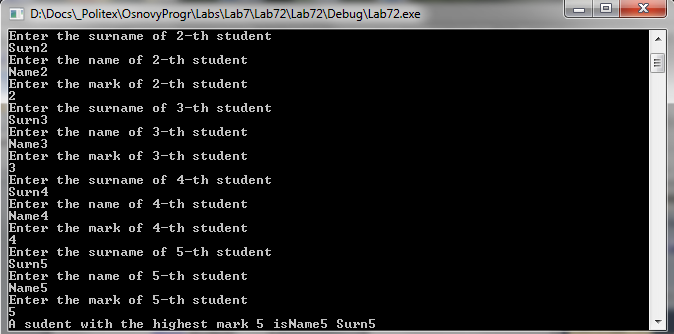 D:\Docs\_Politex\OsnovyProgr\Labs\Lab7\Lab72\Lab72\Debug\Lab72.exe
Enter the surname of 2-th student
Surn2
Enter the name of 2-th student
Name2
Enter the mark of 2-th student
2
Enter the surname of 3-th student
Surn3
Enter the name of 3-th student
Name3
Enter the mark of 3-th student
3
Enter the surname of 4-th student
Surn4
Enter the name of 4-th student
Name4
Enter the mark of 4-th student
4
Enter the surname of 5-th student
Surn5
Enter the name of 5-th student
Name5
Enter the mark of 5-th student
5
A sudent with the highest mark 5 isName5 Surn5